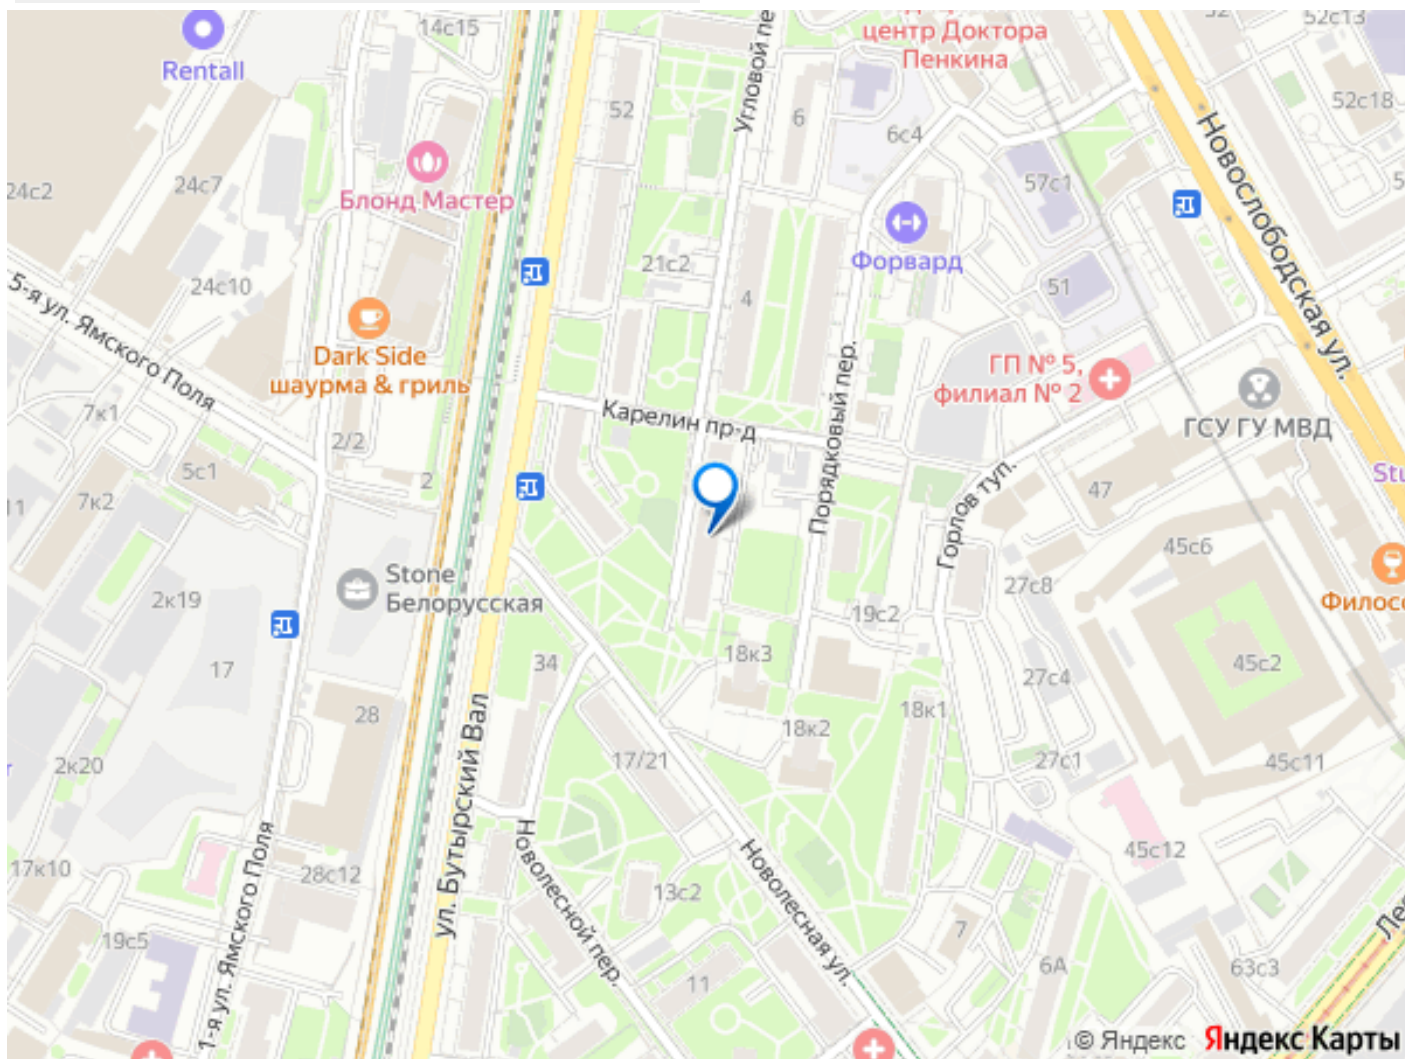 14с15
52с13
центр Доктора
Пенкина
Rentall
52
Угловой пе
6
6с4
52с18
Новослободская ул.
24с2
24с7
Блонд Мастер
57с1
5
21с2
Форвард
24с10
4
51
5-я ул. Ямского Поля
Dark Side
шаурма & гриль
ГП № 5,
филиал № 2
ГСУ ГУ МВД
7к1
2/2
Карелин пр-д
Порядковый пер.
5с1
2
Stu
7к2
11
47
Горлов туп.
45с6
Stone
Белорусская
2к19
27с8
Филосо
19с2
34
18к3
45с2
17
27с4
28
18к2
18к1
ул. Бутырский Вал
17/21
27с1
45с11
2к20
Новолесной пер.
Новолесная ул.
17к10
28с12
13с2
45с12
1-я ул. Ямского Поля
19с5
7
Ле
11
6А
63с3
© Яндекс Яндекс Карты